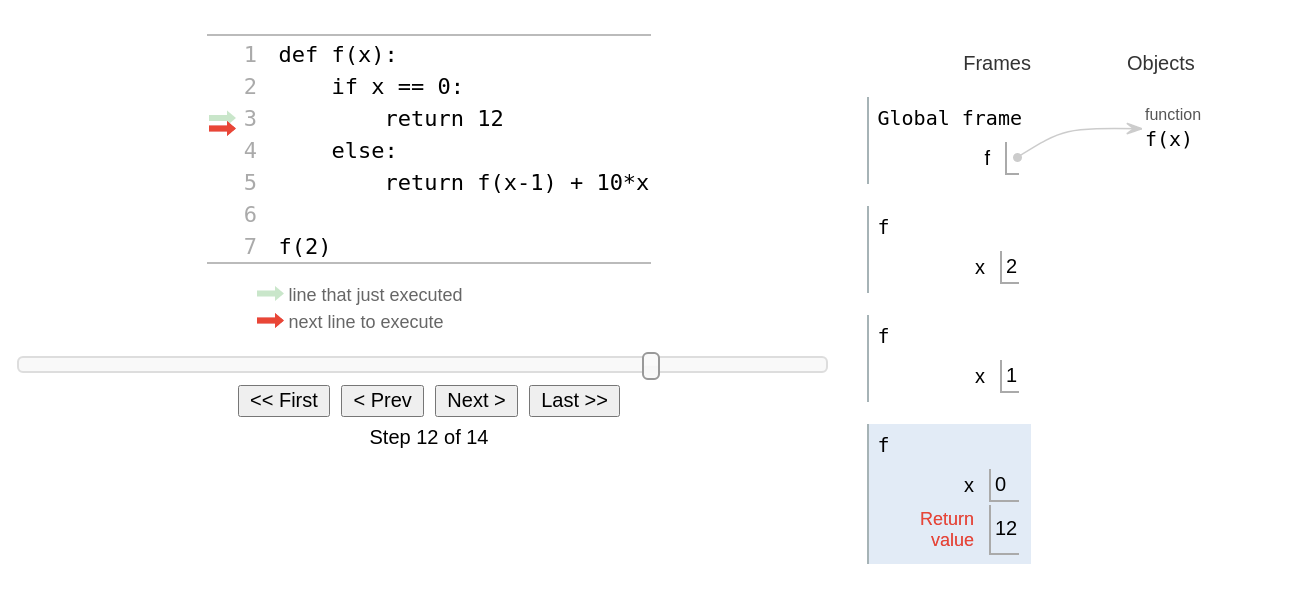 1 def f(x):
2     if x == 0:
3         return 12
4     else:
5         return f(x-1) + 10*x
6
7 f(2)
line that just executed
next line to execute
<< First < Prev Next > Last >>
Step 12 of 14
Frames Objects
Global frame
f
function
f(x)
f
x 2
f
x 1
f
x 0
Return
value 12